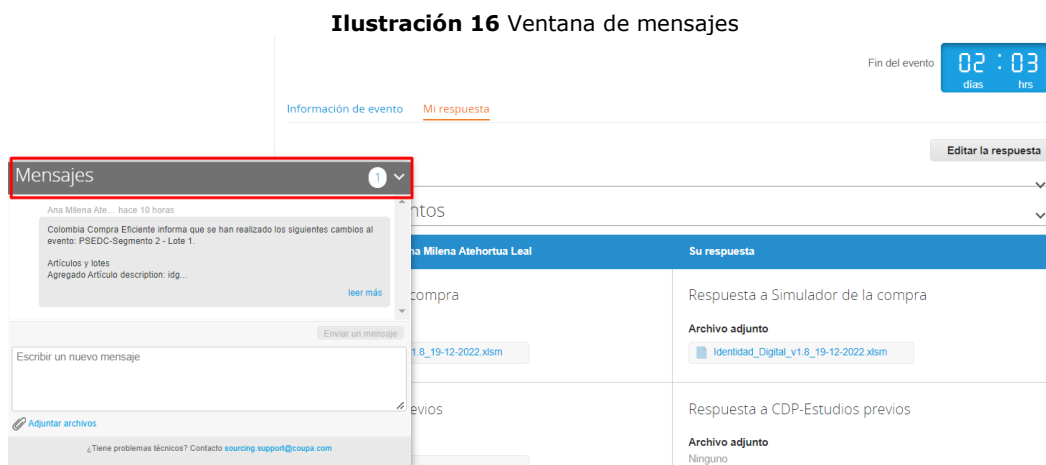 Ilustración 16 Ventana de mensajes
Fin del evento
02 : 03
días hrs
Información de evento Mi respuesta
Editar la respuesta
Mensajes 1
Ana Milena Ate... hace 10 horas
Colombia Compra Eficiente informa que se han realizado los siguientes cambios al
evento: PSEDC-Segmento 2 - Lote 1.
Artículos y lotes
Agregado Artículo description: idg...
leer más
Enviar un mensaje
Escribir un nuevo mensaje
Adjuntar archivos
¿Tiene problemas técnicos? Contacto sourcing.support@coupa.com
ntos
na Milena Atehortua Leal Su respuesta
compra Respuesta a Simulador de la compra
Archivo adjunto
1.8_19-12-2022.xlsm Identidad_Digital_v1.8_19-12-2022.xlsm
evios Respuesta a CDP-Estudios previos
Archivo adjunto
Ninguno